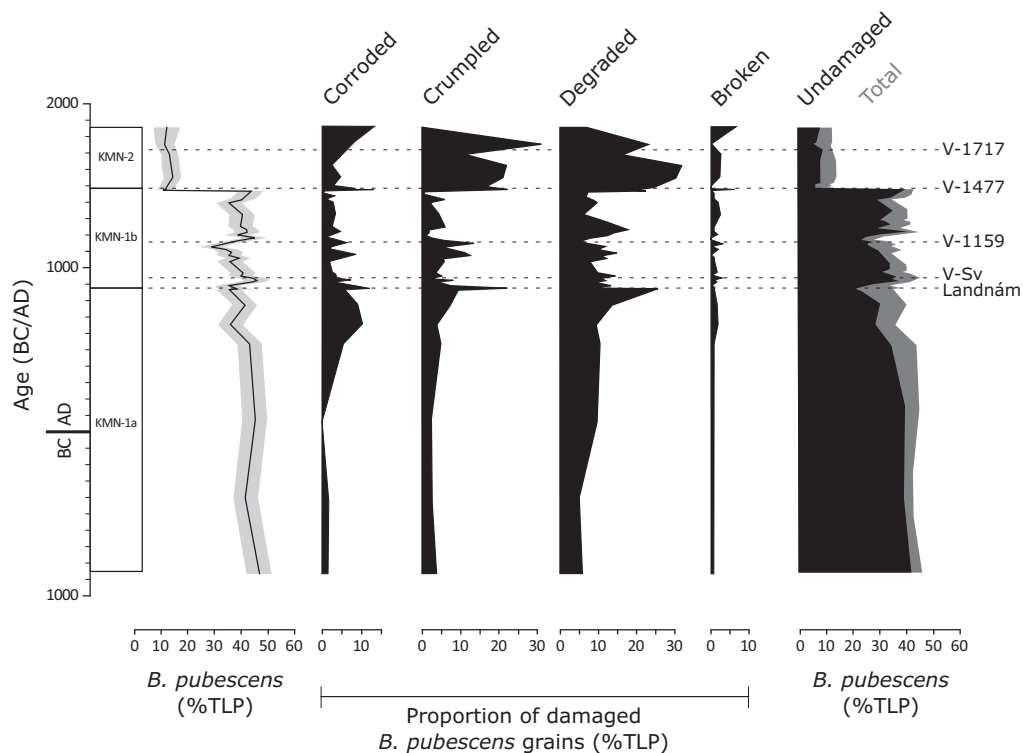 Corroded
Crumpled
Degraded
Broken
Undamaged
Total
Age (BC/AD)
2000
1000
AD
BC
1000
KMN-2
KMN-1b
KMN-1a
V-1717
V-1477
V-1159
V-Sv
Landnám
0 10 20 30 40 50 60
0 10
0 10 20 30
0 10 20 30
0 10
0 10 20 30 40 50 60
B. pubescens
(%TLP)
Proportion of damaged
B. pubescens grains (%TLP)
B. pubescens
(%TLP)